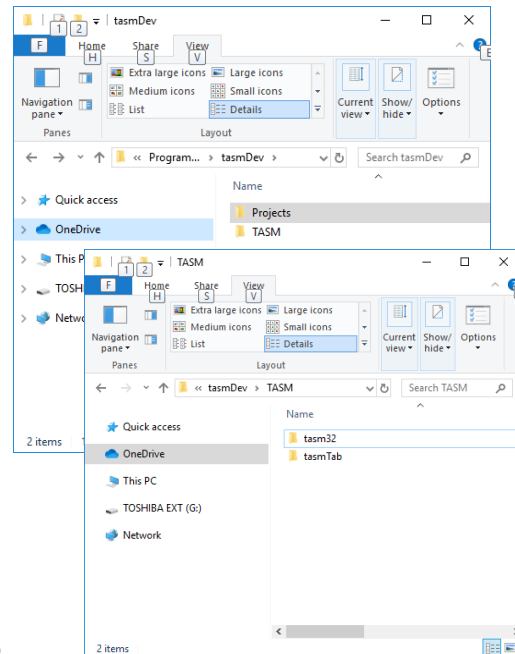 tasmDev
1 2
F Home Share View
H S V E
Extra large icons Large icons
Medium icons Small icons
List Details
Navigation pane
Current view
Show/hide
Options
Panes
Layout
« Program... > tasmDev >
Search tasmDev
Name
Quick access
Projects
OneDrive
TASM
This P
TOSH
Netwo
2 items
TASM
1 2
F Home Share View
H S V
Extra large icons Large icons
Medium icons Small icons
List Details
Navigation pane
Current view
Show/hide
Options
Panes
Layout
« tasmDev > TASM
Search TASM
Name
Quick access
tasm32
OneDrive
tasmTab
This PC
TOSHIBA EXT (G:)
Network
2 items